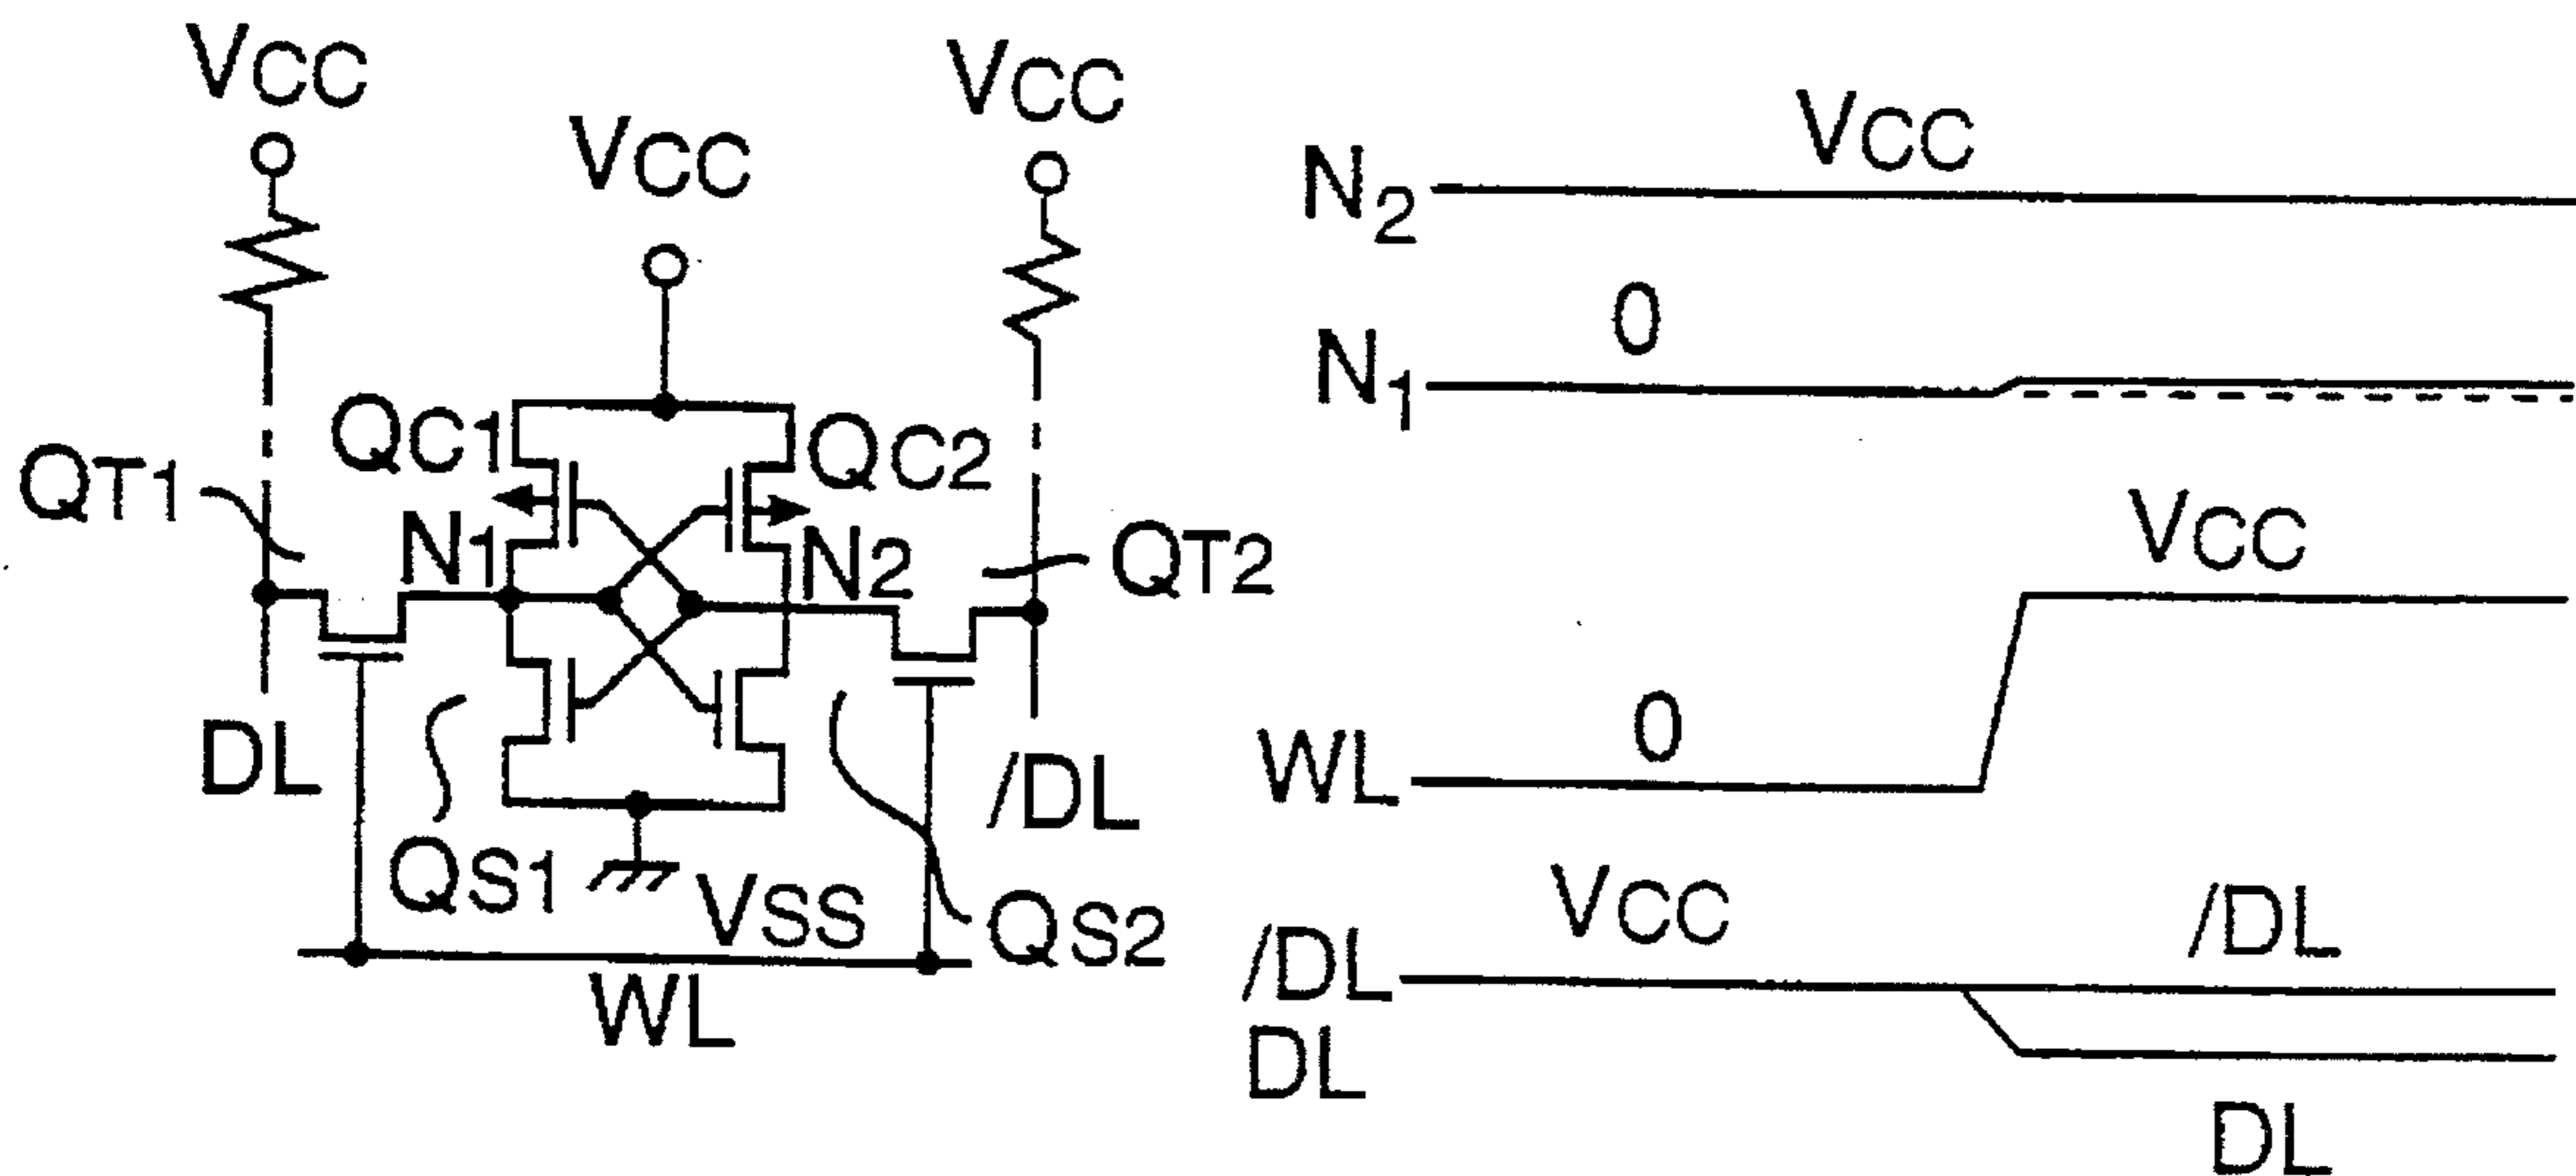 VCC
VCC
VCC
QC1
QC2
QT1
N1
N2
QT2
DL
/DL
QS1
VSS
QS2
WL
N2
VCC
N1
0
VCC
WL
0
VCC
/DL
/DL
DL
DL